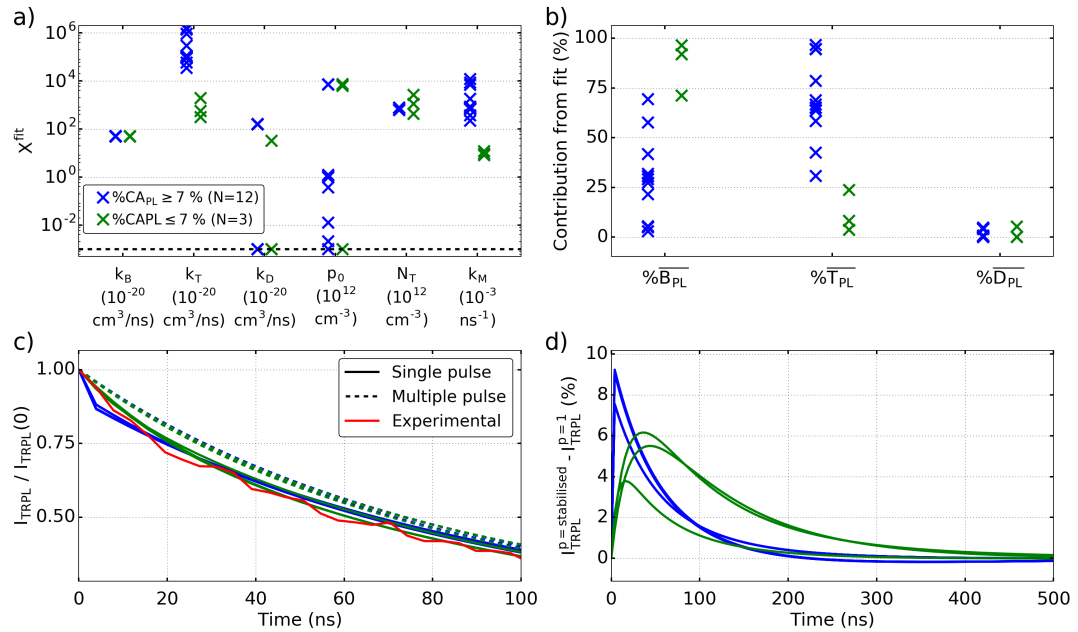 a)
χ^fit
10^6
10^4
10^2
10^0
10^-2
%CA_PL ≥ 7 % (N=12)
%CAPL ≤ 7 % (N=3)
k_B
(10^-20
cm^3/ns)
k_T
(10^-20
cm^3/ns)
k_D
(10^-20
cm^3/ns)
p_0
(10^12
cm^-3)
N_T
(10^12
cm^-3)
k_M
(10^-3
ns^-1)
b)
Contribution from fit (%)
100
75
50
25
0
%B̅_PL̅
%T̅_PL̅
%D̅_PL̅
c)
I_TRPL / I_TRPL(0)
1.00
0.75
0.50
Single pulse
Multiple pulse
Experimental
0
20
40
60
80
100
Time (ns)
d)
I_TRPL^p=stabilised - I_TRPL^p=1 (%)
10
8
6
4
2
0
0
100
200
300
400
500
Time (ns)